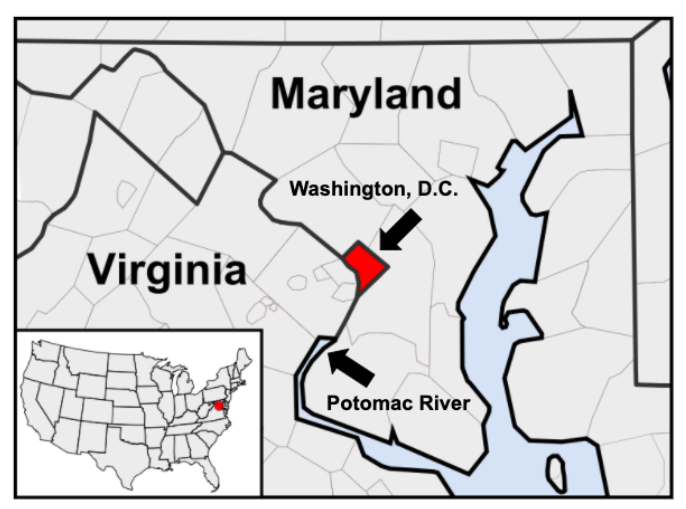 Maryland
Washington, D.C.
Virginia
Potomac River